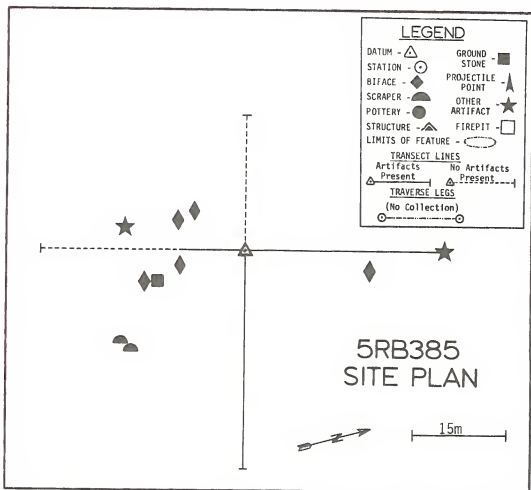 LEGEND
DATUM -
STATION -
BIFACE -
SCRAPER -
POTTERY -
STRUCTURE -
LIMITS OF FEATURE -
GROUND
STONE -
PROJECTILE
POINT -
OTHER
ARTIFACT -
FIREPIT -
TRANSECT LINES
Artifacts
Present
No Artifacts
Present
TRAVERSE LEGS
(No Collection)
5RB385
SITE PLAN
N
15m